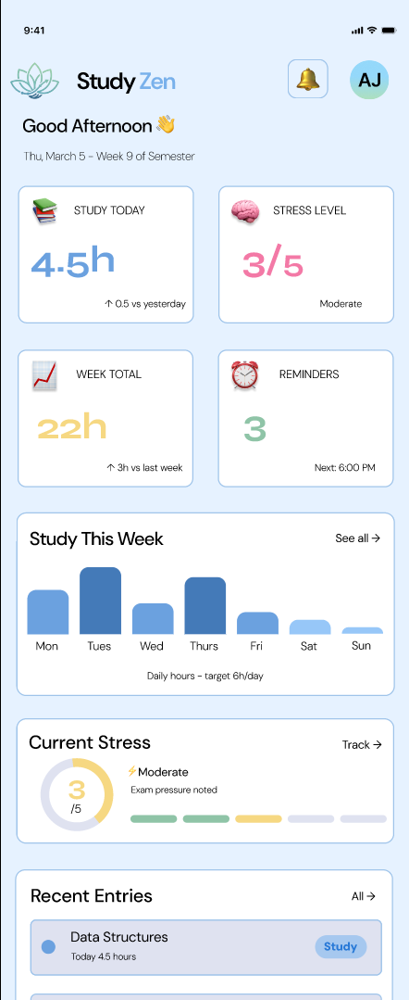 9:41
Study Zen
AJ
Good Afternoon 👋
Thu, March 5 - Week 9 of Semester
STUDY TODAY
4.5h
↑ 0.5 vs yesterday
STRESS LEVEL
3/5
Moderate
WEEK TOTAL
22h
↑ 3h vs last week
REMINDERS
3
Next: 6:00 PM
Study This Week
See all →
Mon Tues Wed Thurs Fri Sat Sun
Daily hours - target 6h/day
Current Stress
Track →
3
/5
⚡Moderate
Exam pressure noted
Recent Entries
All →
Data Structures
Today 4.5 hours
Study